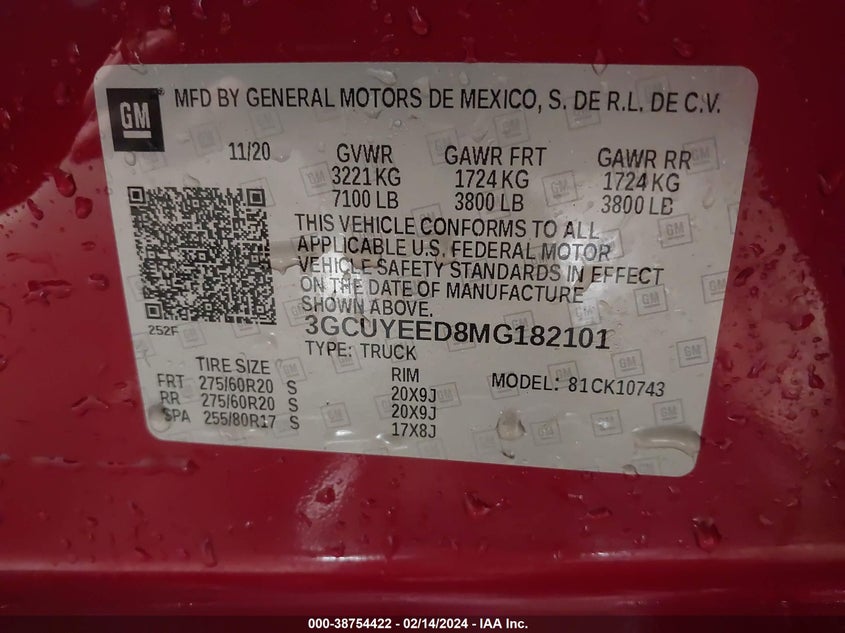 GM
MFD BY GENERAL MOTORS DE MEXICO, S. DE R.L. DE C.V.
11/20 GVWR GAWR FRT GAWR RR
3221 KG 1724 KG 1724 KG
7100 LB 3800 LB 3800 LB
THIS VEHICLE CONFORMS TO ALL
APPLICABLE U.S. FEDERAL MOTOR
VEHICLE SAFETY STANDARDS IN EFFECT
ON THE DATE OF MANUFACTURE
SHOWN ABOVE.
252F
3GCUYEED8MG182101
TYPE: TRUCK
TIRE SIZE RIM MODEL: 81CK10743
FRT 275/60R20 S 20X9J
RR 275/60R20 S 20X9J
SPA 255/80R17 S 17X8J
000-38754422 - 02/14/2024 - IAA Inc.